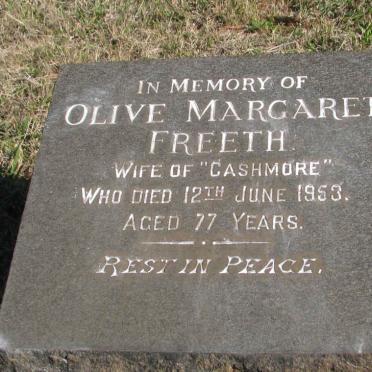 IN MEMORY OF
OLIVE MARGARET
FREETH.
WIFE OF "CASHMORE"
WHO DIED 12TH JUNE 1953.
AGED 77 YEARS.
REST IN PEACE.